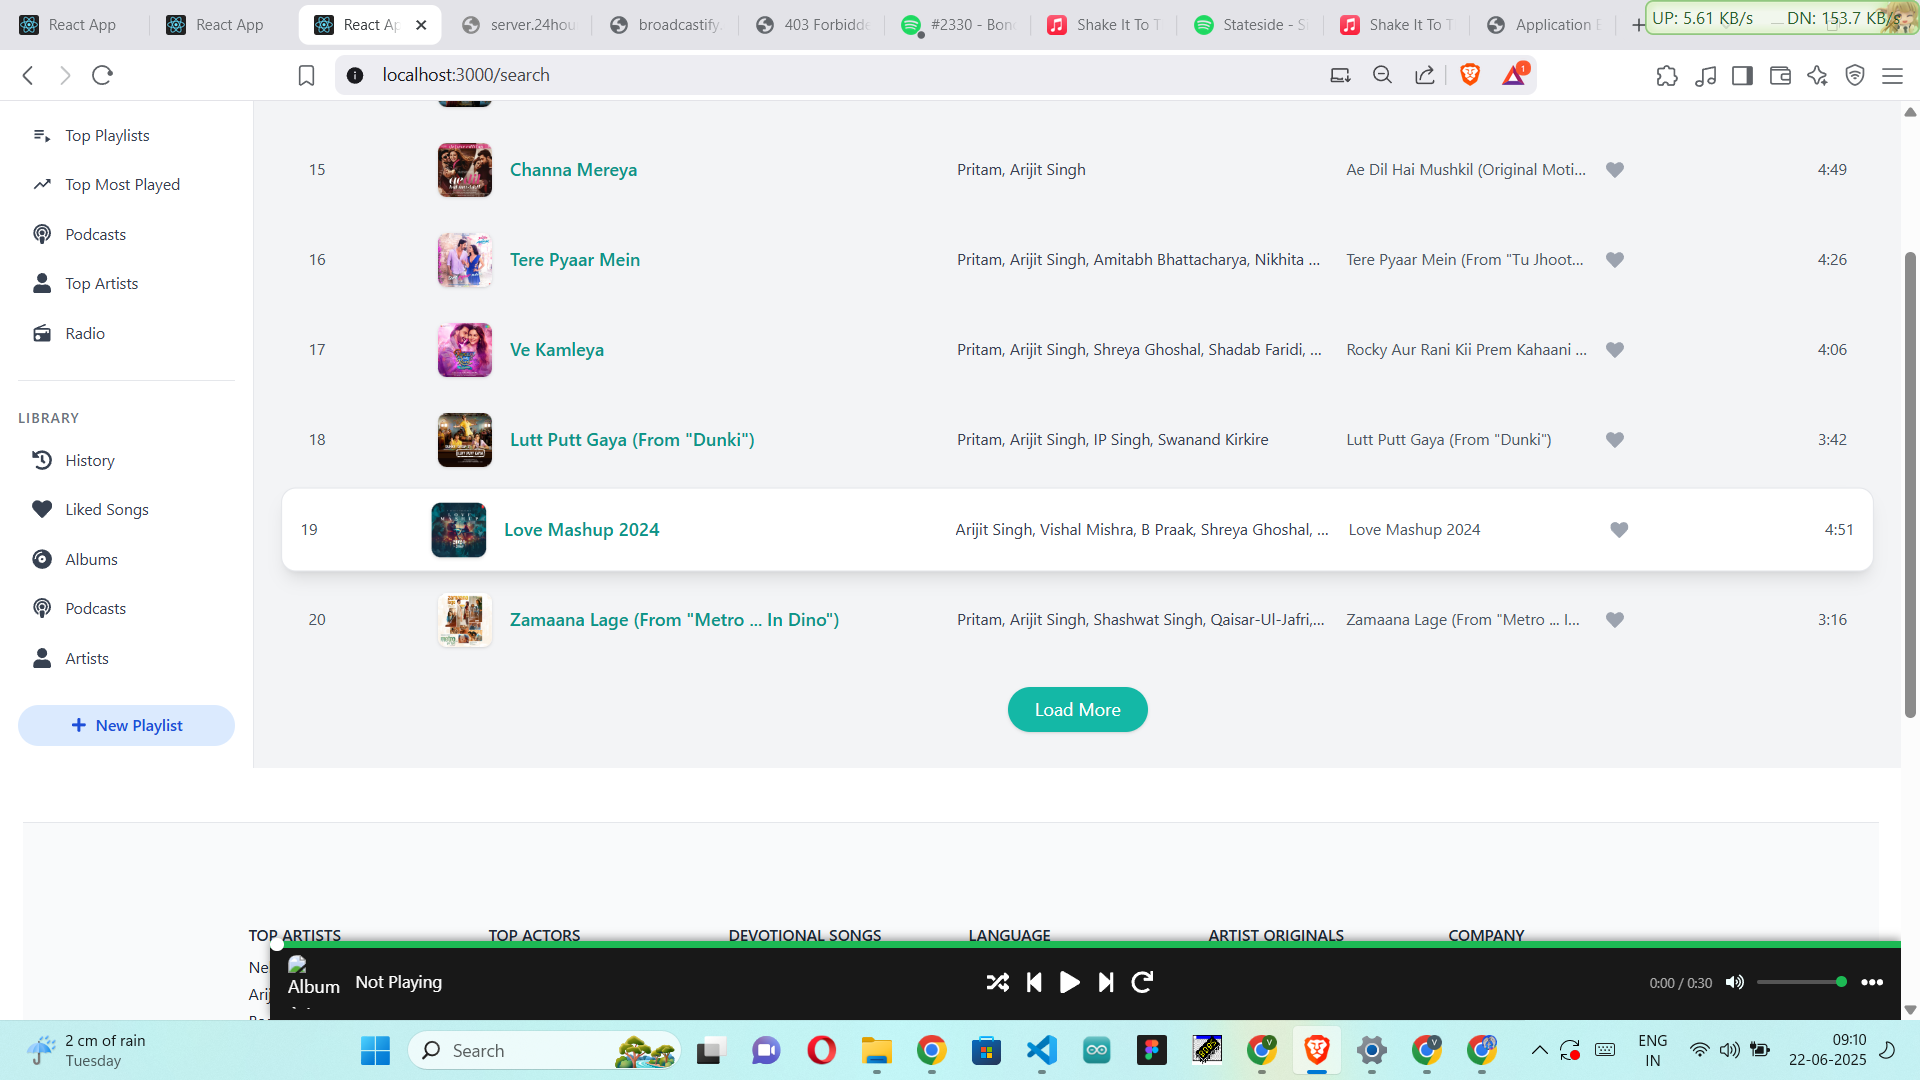 React App
React App
React Ap
server.24hou
broadcastify.
403 Forbidde
#2330 - Bon
Shake It To T
Stateside - S
Shake It To T
Application E
UP: 5.61 KB/s DN: 153.7 KB/s
localhost:3000/search
1
Top Playlists
Top Most Played
Podcasts
Top Artists
Radio
LIBRARY
History
Liked Songs
Albums
Podcasts
Artists
+ New Playlist
15 Channa Mereya Pritam, Arijit Singh Ae Dil Hai Mushkil (Original Moti... 4:49
16 Tere Pyaar Mein Pritam, Arijit Singh, Amitabh Bhattacharya, Nikhita ... Tere Pyaar Mein (From "Tu Jhoot... 4:26
17 Ve Kamleya Pritam, Arijit Singh, Shreya Ghoshal, Shadab Faridi, ... Rocky Aur Rani Kii Prem Kahaani ... 4:06
18 Lutt Putt Gaya (From "Dunki") Pritam, Arijit Singh, IP Singh, Swanand Kirkire Lutt Putt Gaya (From "Dunki") 3:42
19 Love Mashup 2024 Arijit Singh, Vishal Mishra, B Praak, Shreya Ghoshal, ... Love Mashup 2024 4:51
20 Zamaana Lage (From "Metro ... In Dino") Pritam, Arijit Singh, Shashwat Singh, Qaisar-Ul-Jafri,... Zamaana Lage (From "Metro ... I... 3:16
Load More
TOP ARTISTS TOP ACTORS DEVOTIONAL SONGS LANGUAGE ARTIST ORIGINALS COMPANY
Ne
Arij
Album
Not Playing
0:00 / 0:30
2 cm of rain
Tuesday
Search
ENG
IN
09:10
22-06-2025